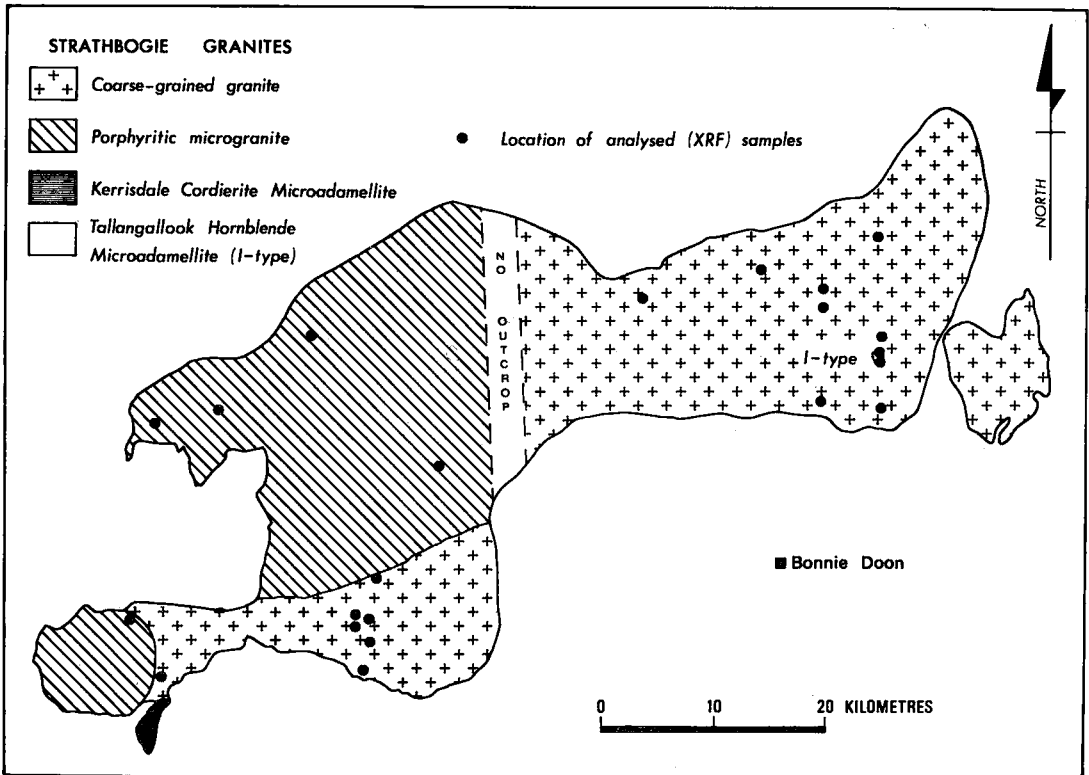 STRATHBOGIE GRANITES
Coarse-grained granite
Porphyritic microgranite
Location of analysed (XRF) samples
Kerrisdale Cordierite Microadamellite
Tallangallook Hornblende
Microadamellite (I-type)
NORTH
NO OUTCROP
I-type
Bonnie Doon
0 10 20 KILOMETRES